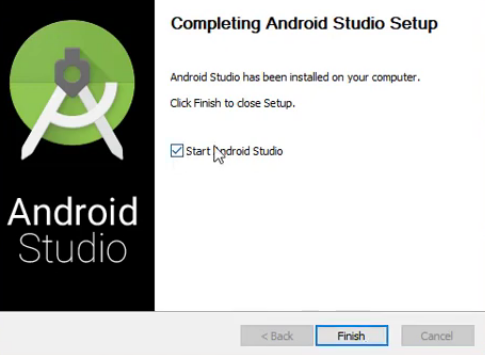 Completing Android Studio Setup
Android Studio has been installed on your computer.
Click Finish to close Setup.
Start Android Studio
Android
Studio
< Back
Finish
Cancel